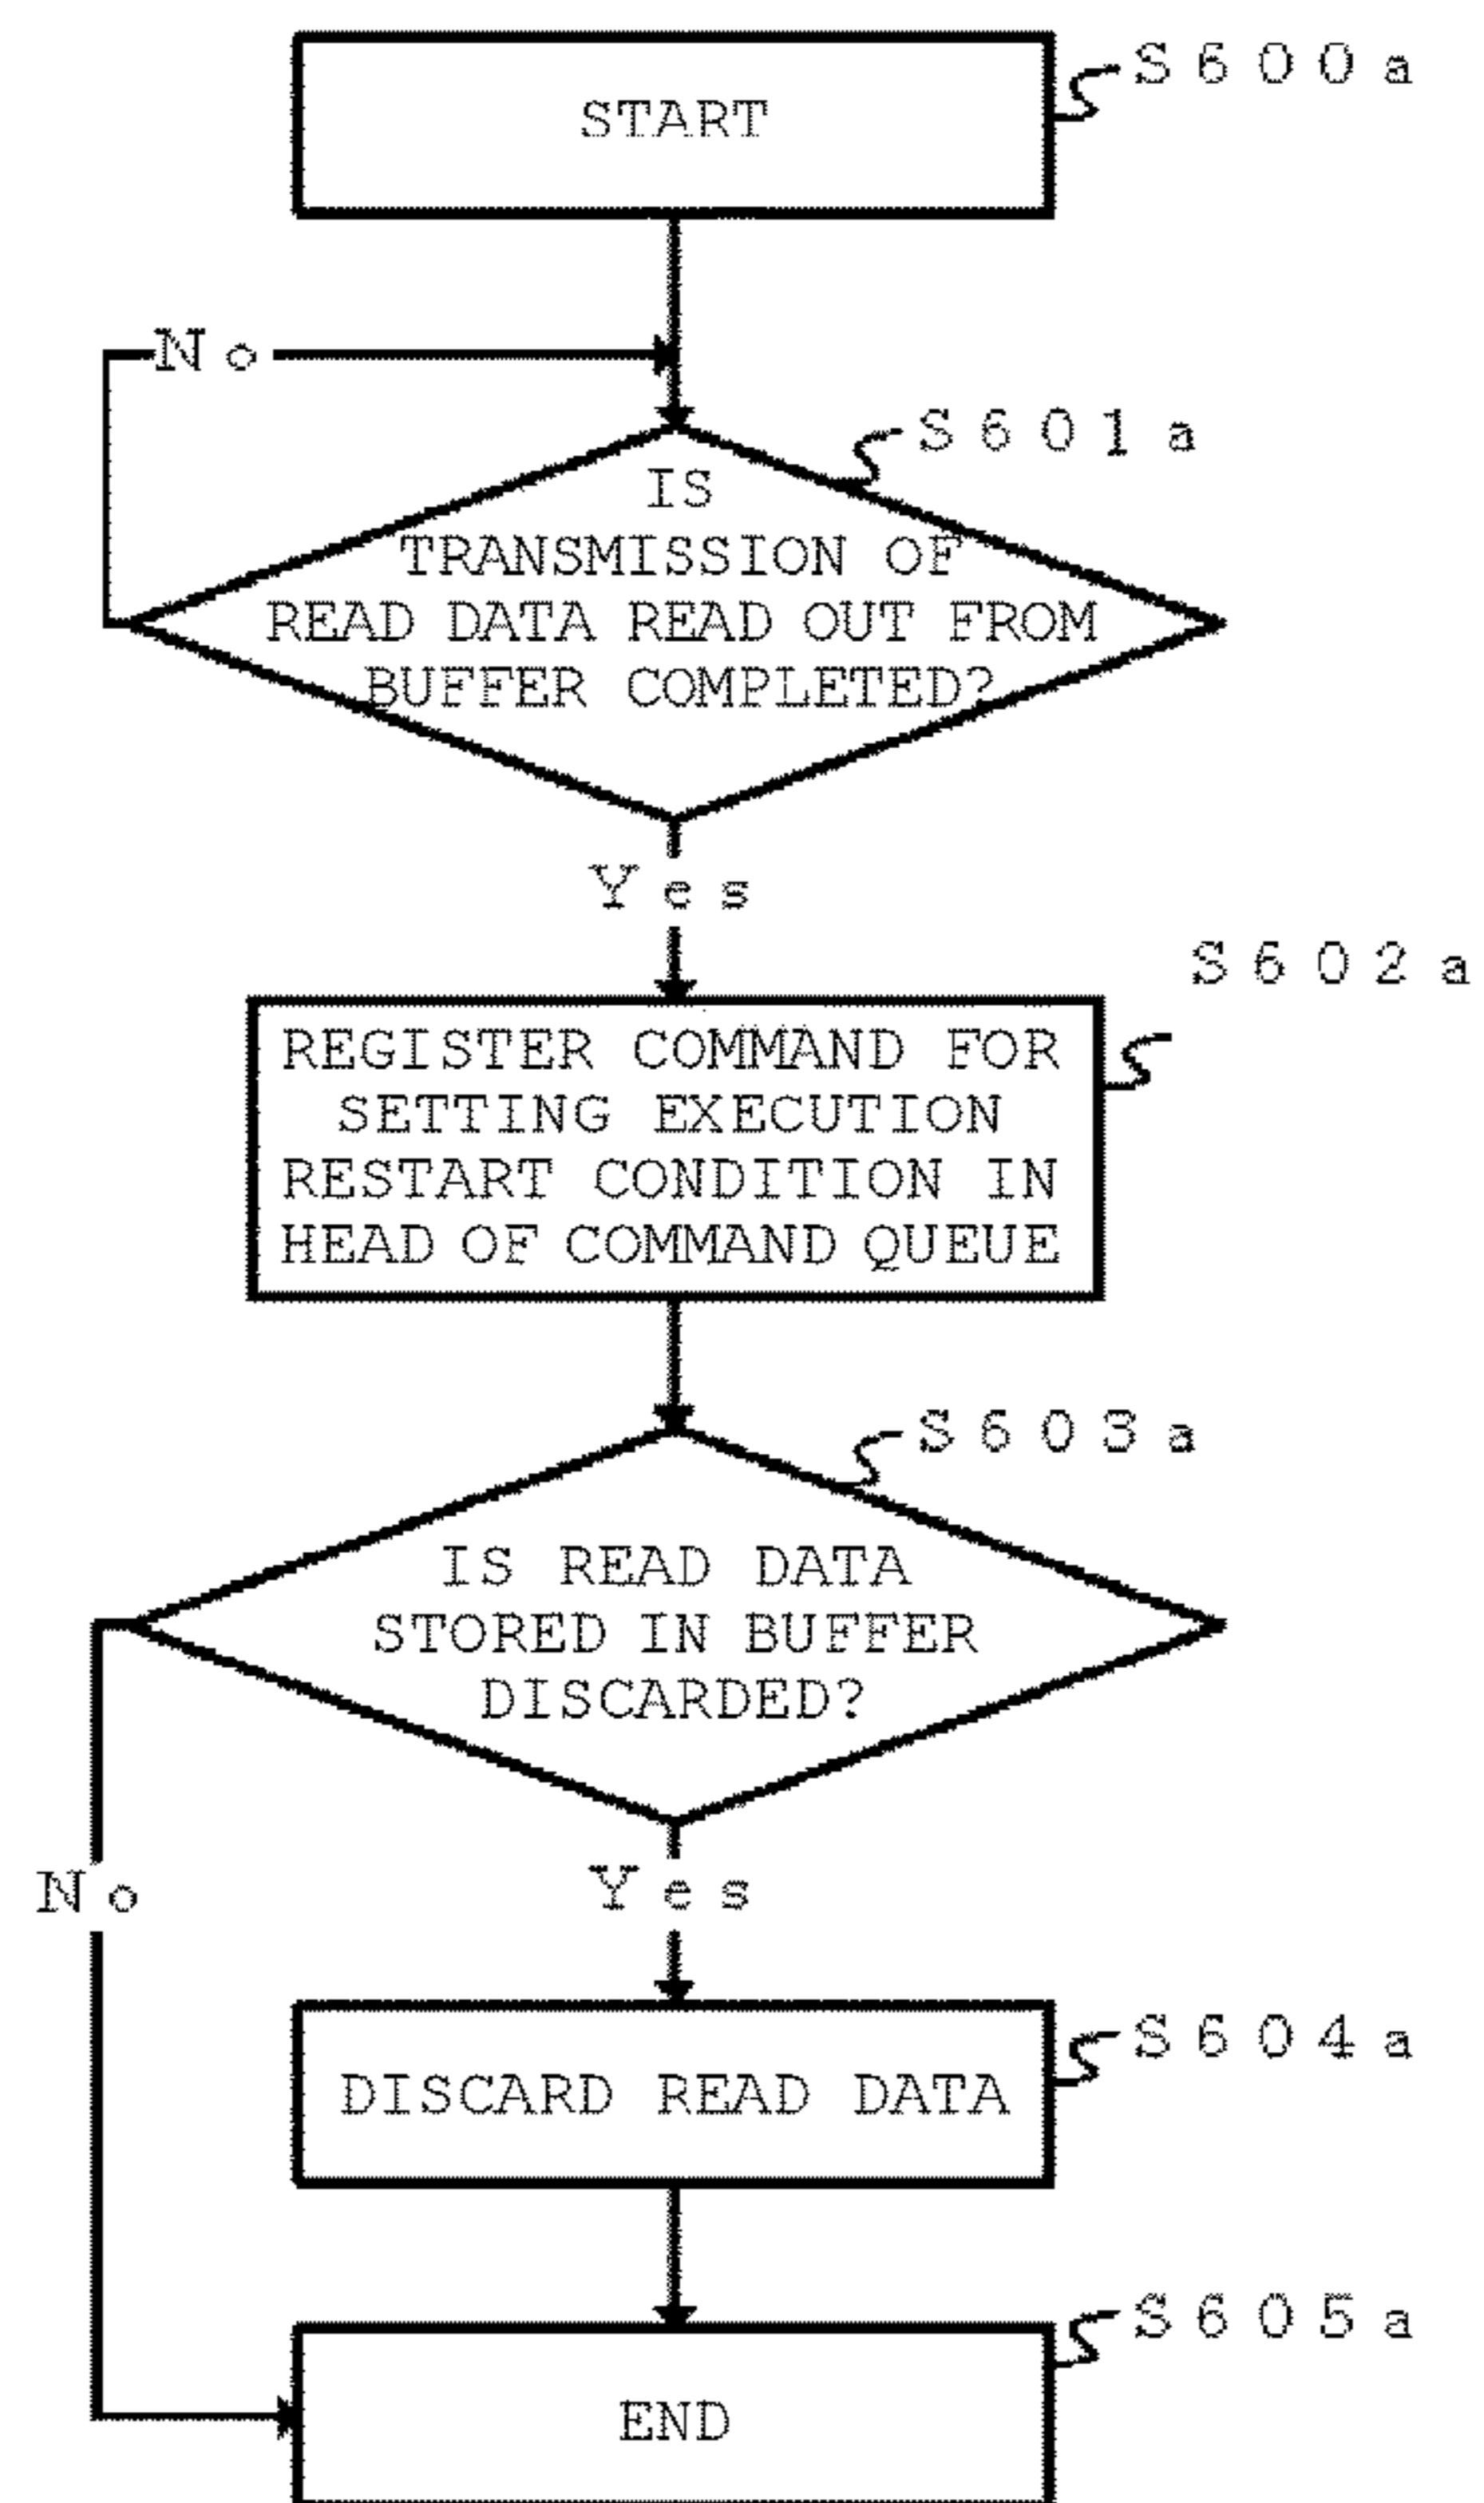 START
S600a
No
S601a
IS
TRANSMISSION OF
READ DATA READ OUT FROM
BUFFER COMPLETED?
Yes
S602a
REGISTER COMMAND FOR
SETTING EXECUTION
RESTART CONDITION IN
HEAD OF COMMAND QUEUE
S603a
IS READ DATA
STORED IN BUFFER
DISCARDED?
No
Yes
S604a
DISCARD READ DATA
S605a
END